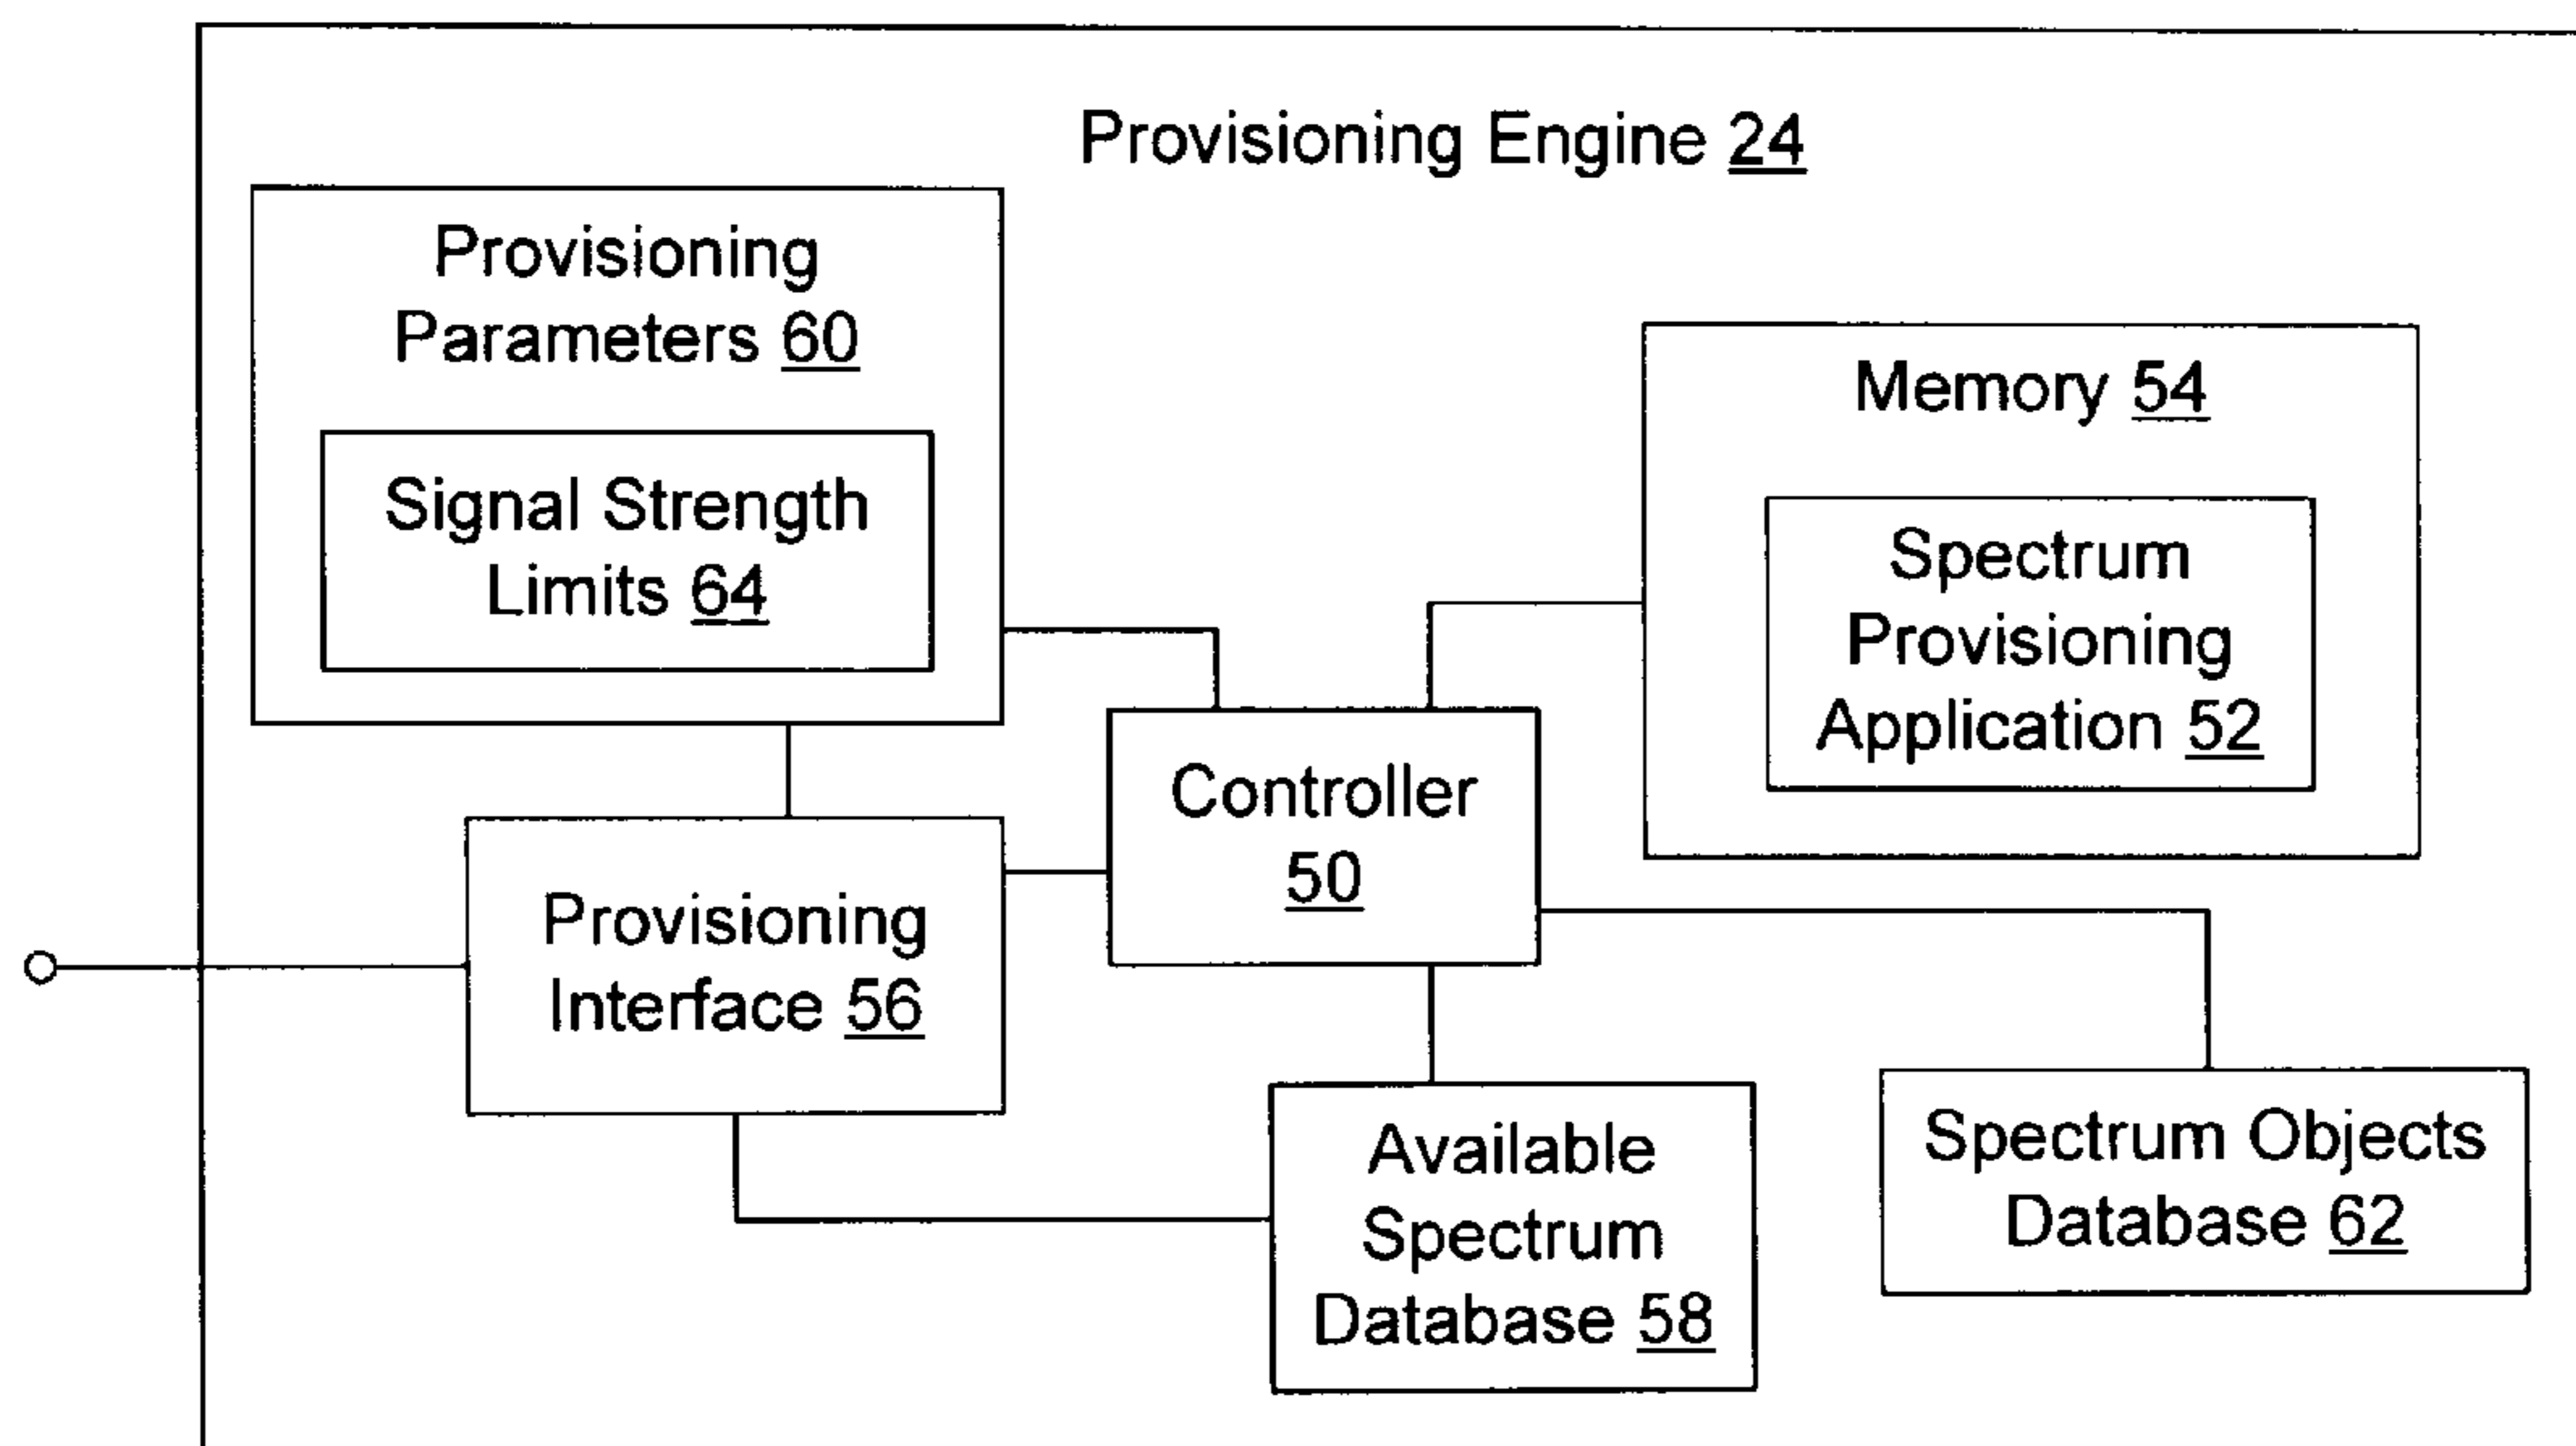 Provisioning Engine 24
Provisioning
Parameters 60
Signal Strength
Limits 64
Memory 54
Spectrum
Provisioning
Application 52
Controller
50
Provisioning
Interface 56
Available
Spectrum
Database 58
Spectrum Objects
Database 62